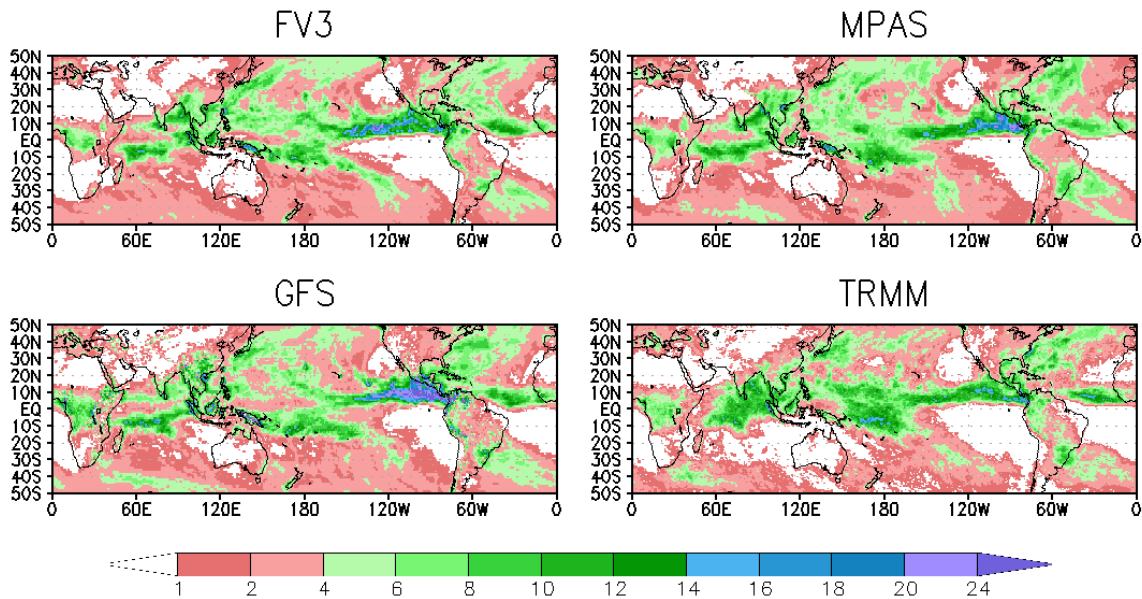 FV3 MPAS
50N 50N
40N 40N
30N 30N
20N 20N
10N 10N
EQ EQ
10S 10S
20S 20S
30S 30S
40S 40S
50S 50S
0 60E 120E 180 120W 60W 0 0 60E 120E 180 120W 60W 0
GFS TRMM
50N 50N
40N 40N
30N 30N
20N 20N
10N 10N
EQ EQ
10S 10S
20S 20S
30S 30S
40S 40S
50S 50S
0 60E 120E 180 120W 60W 0 0 60E 120E 180 120W 60W 0
1 2 4 6 8 10 12 14 16 18 20 24